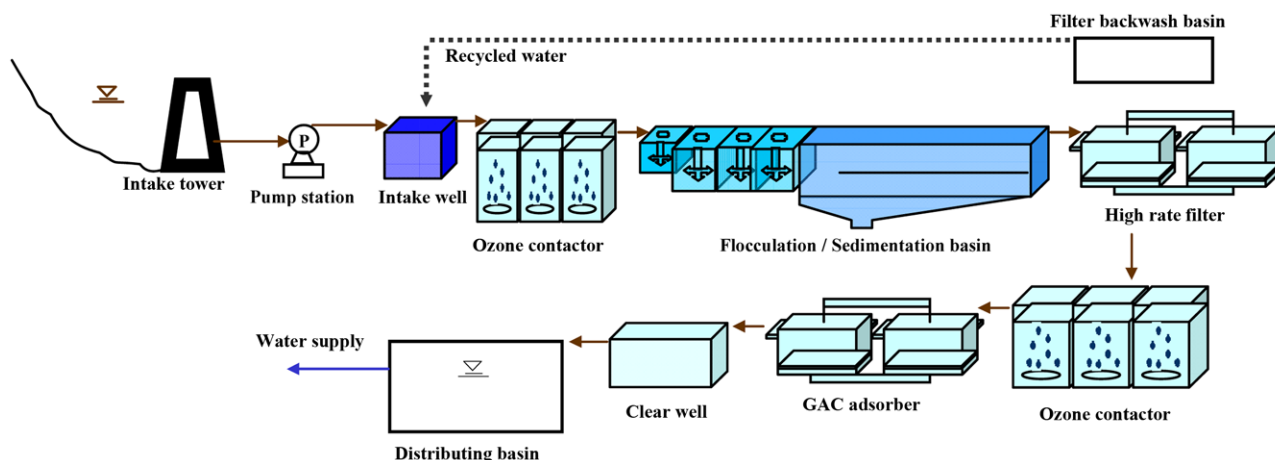 Filter backwash basin
Recycled water
P
Intake tower
Pump station
Intake well
Ozone contactor
Flocculation / Sedimentation basin
High rate filter
Water supply
Distributing basin
Clear well
GAC adsorber
Ozone contactor